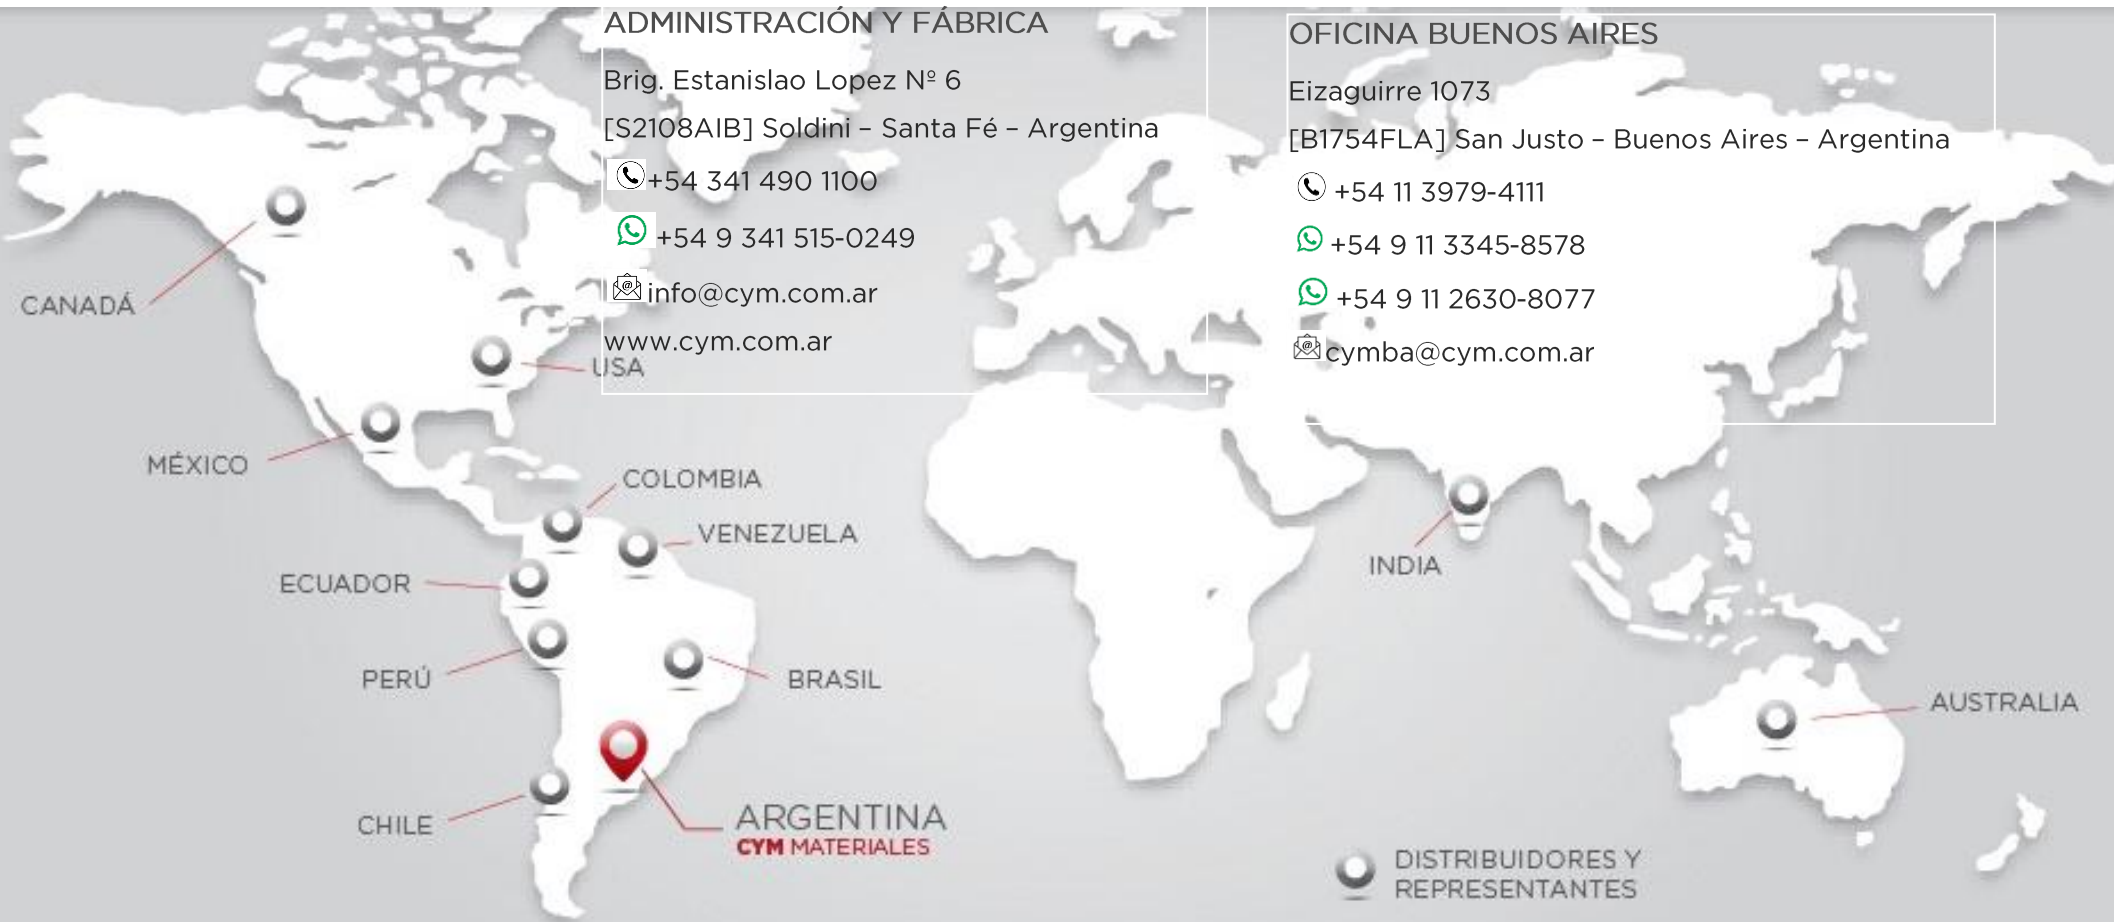 ADMINISTRACIÓN Y FÁBRICA
Brig. Estanislao Lopez Nº 6
[S2108AIB] Soldini – Santa Fé – Argentina
+54 341 490 1100
+54 9 341 515-0249
info@cym.com.ar
www.cym.com.ar
OFICINA BUENOS AIRES
Eizaguirre 1073
[B1754FLA] San Justo – Buenos Aires – Argentina
+54 11 3979-4111
+54 9 11 3345-8578
+54 9 11 2630-8077
cymba@cym.com.ar
CANADÁ
USA
MÉXICO
COLOMBIA
VENEZUELA
ECUADOR
INDIA
PERÚ
BRASIL
AUSTRALIA
CHILE
ARGENTINA
CYM MATERIALES
DISTRIBUIDORES Y
REPRESENTANTES